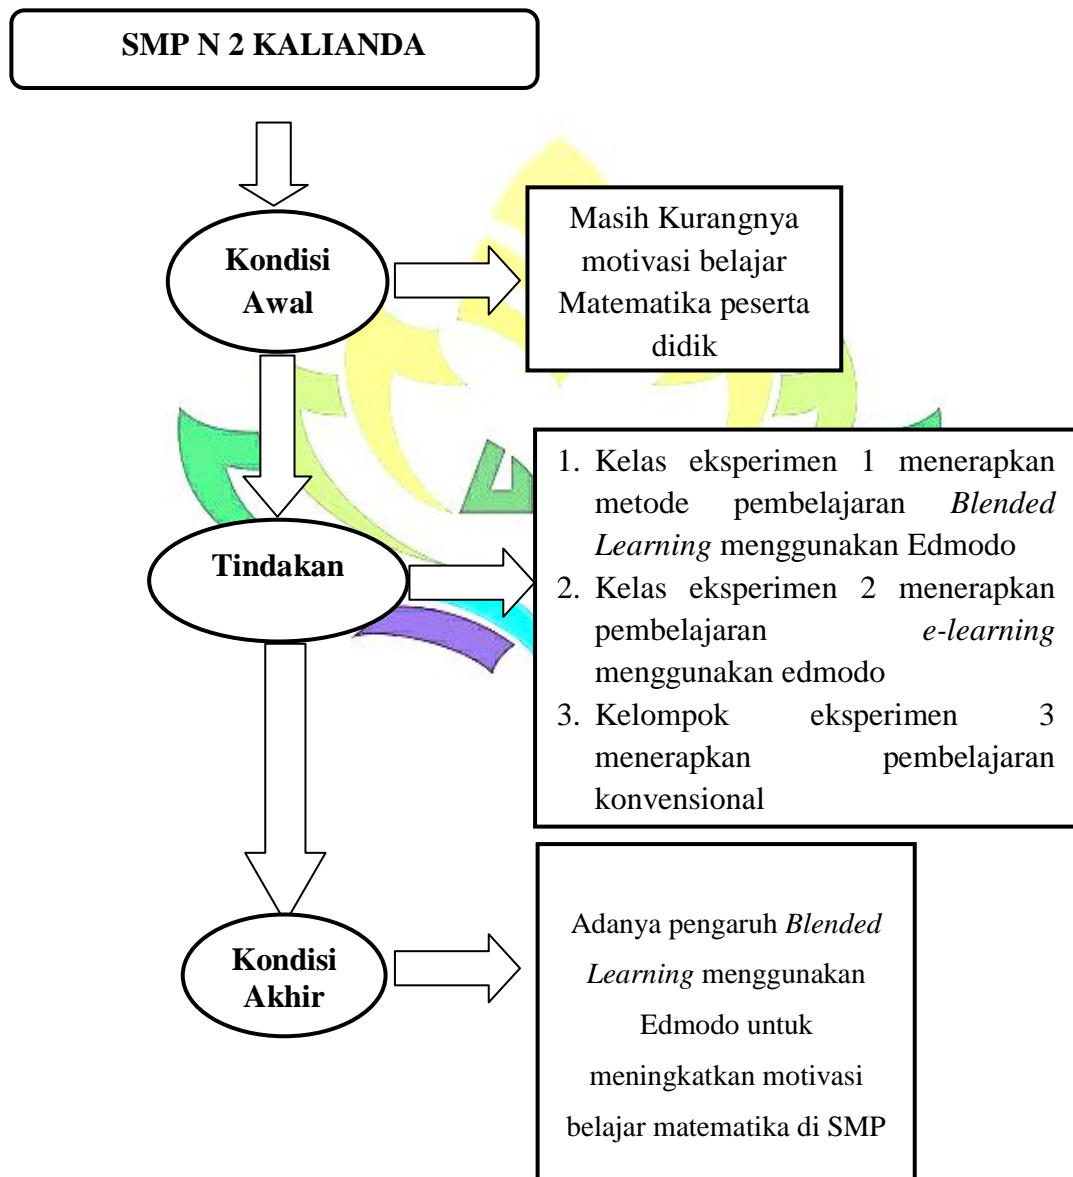 SMP N 2 KALIANDA
Kondisi
Awal
Masih Kurangnya
motivasi belajar
Matematika peserta
didik
Tindakan
1. Kelas eksperimen 1 menerapkan
metode pembelajaran Blended
Learning menggunakan Edmodo
2. Kelas eksperimen 2 menerapkan
pembelajaran e-learning
menggunakan edmodo
3. Kelompok eksperimen 3
menerapkan pembelajaran
konvensional
Kondisi
Akhir
Adanya pengaruh Blended
Learning menggunakan
Edmodo untuk
meningkatkan motivasi
belajar matematika di SMP